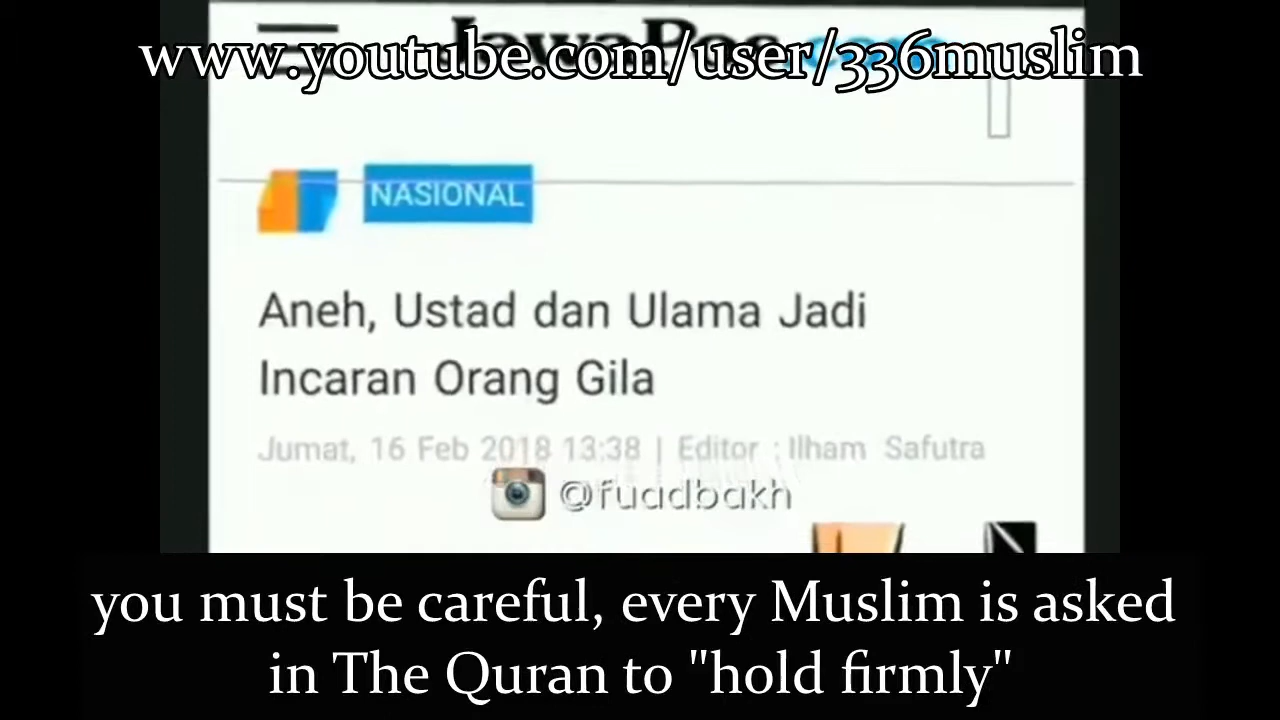 www.youtube.com/user/336muslim
JawaPos.com
NASIONAL
Aneh, Ustad dan Ulama Jadi
Incaran Orang Gila
Jumat, 16 Feb 2018 13:38 | Editor : Ilham Safutra
@fuadbakh
you must be careful, every Muslim is asked
in The Quran to "hold firmly"